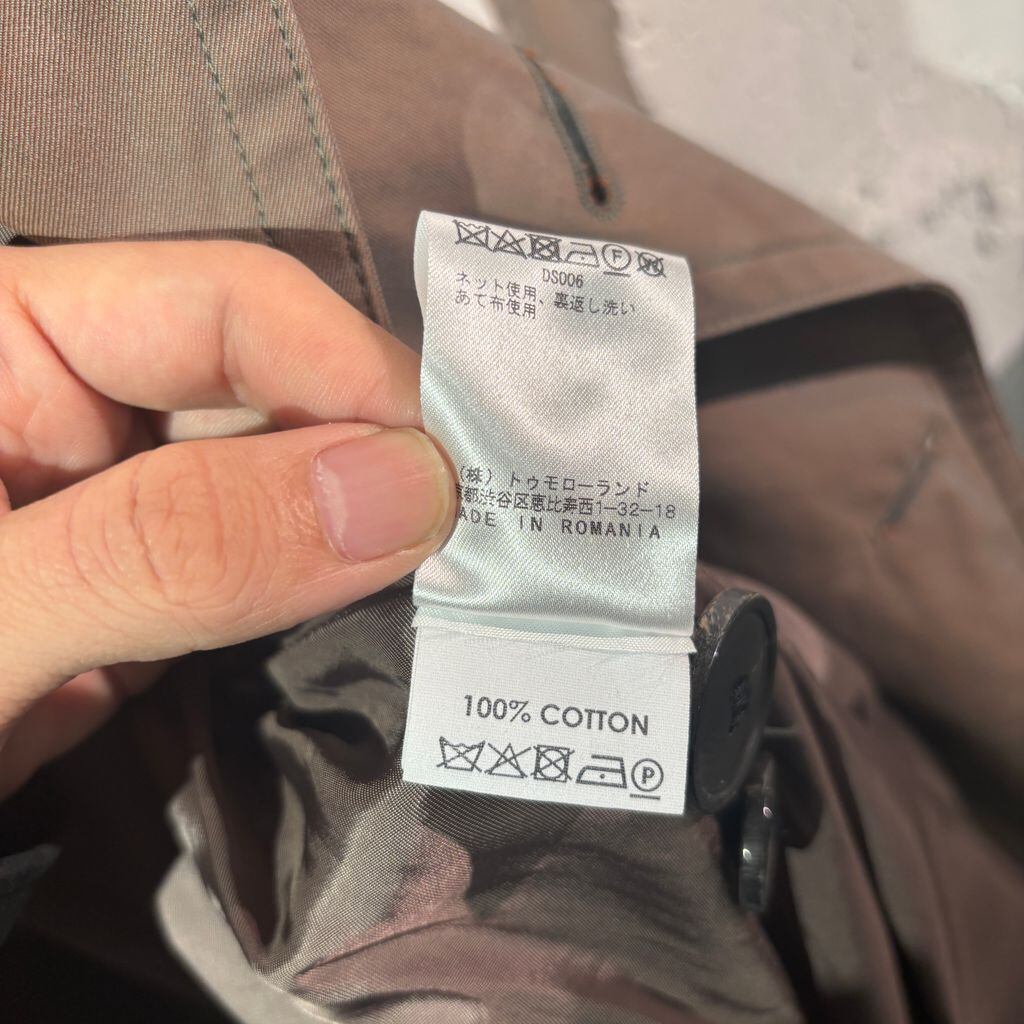 DS006
ネット使用、裏返し洗い
あて布使用
(株) トゥモローランド
都渋谷区恵比寿西1-32-18
ADE IN ROMANIA
100% COTTON
F
P